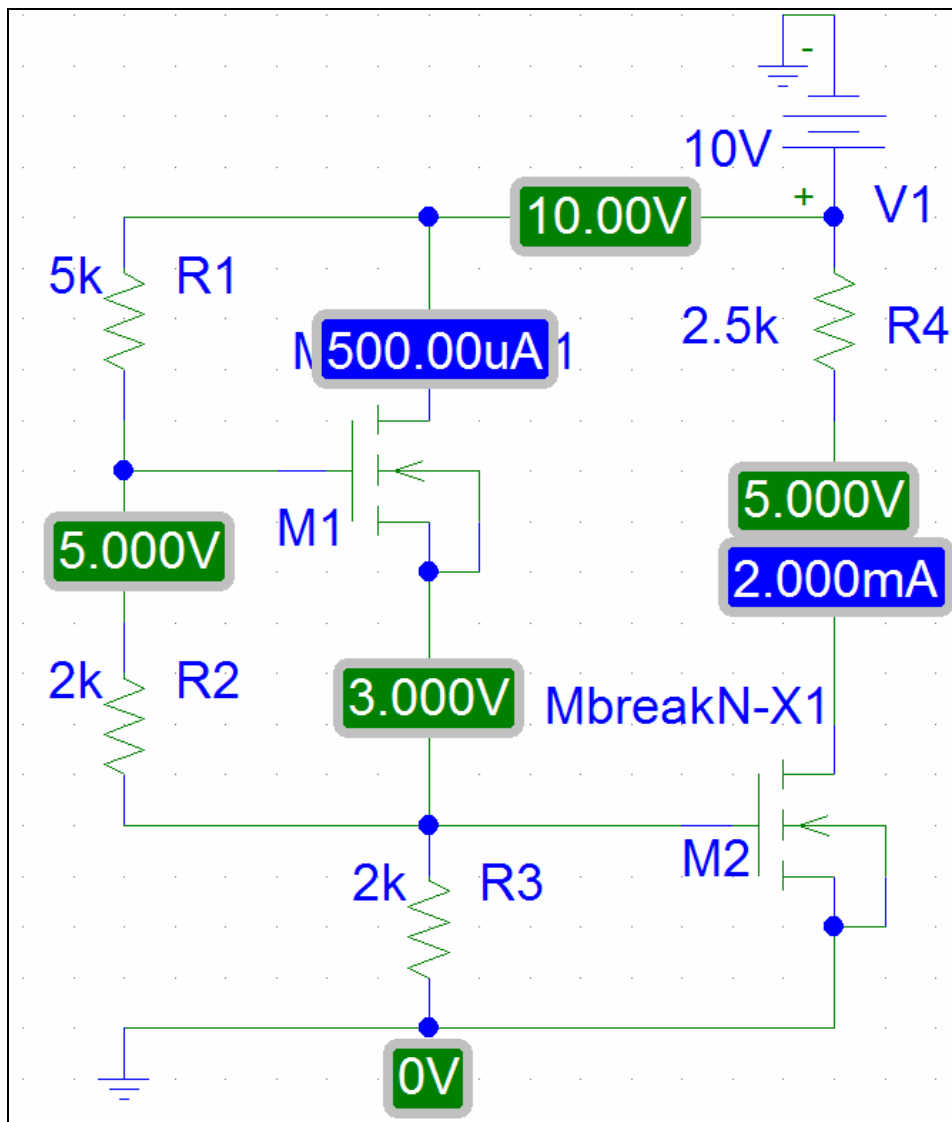 -
10V
+
V1
10.00V
5k
R1
2.5k
R4
500.00uA
1
M1
5.000V
5.000V
2.000mA
2k
R2
3.000V
MbreakN-X1
M2
2k
R3
0V